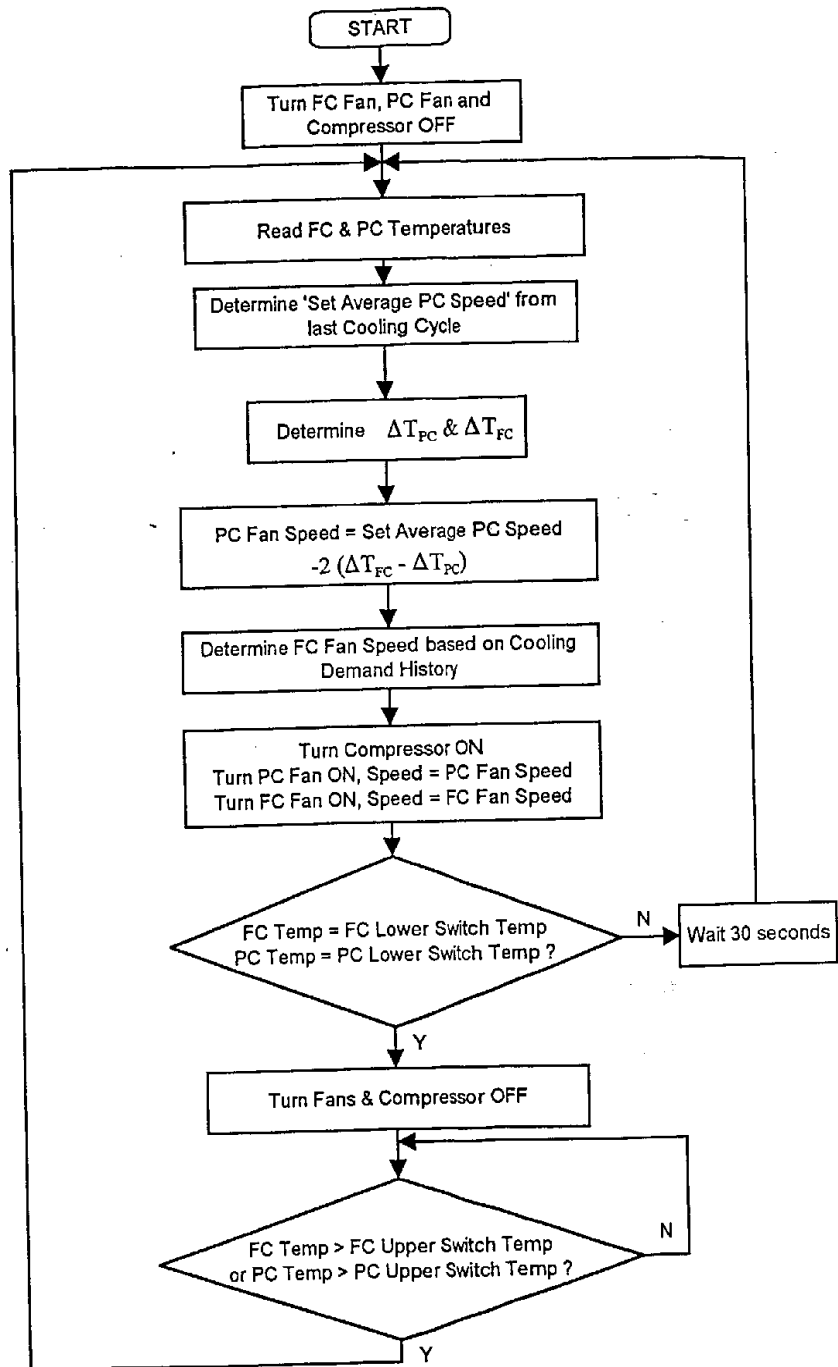 START
Turn FC Fan, PC Fan and
Compressor OFF
Read FC & PC Temperatures
Determine 'Set Average PC Speed' from
last Cooling Cycle
Determine ΔT_PC & ΔT_FC
PC Fan Speed = Set Average PC Speed
-2 (ΔT_FC - ΔT_PC)
Determine FC Fan Speed based on Cooling
Demand History
Turn Compressor ON
Turn PC Fan ON, Speed = PC Fan Speed
Turn FC Fan ON, Speed = FC Fan Speed
FC Temp = FC Lower Switch Temp
PC Temp = PC Lower Switch Temp ?
N
Wait 30 seconds
Y
Turn Fans & Compressor OFF
FC Temp > FC Upper Switch Temp
or PC Temp > PC Upper Switch Temp ?
N
Y